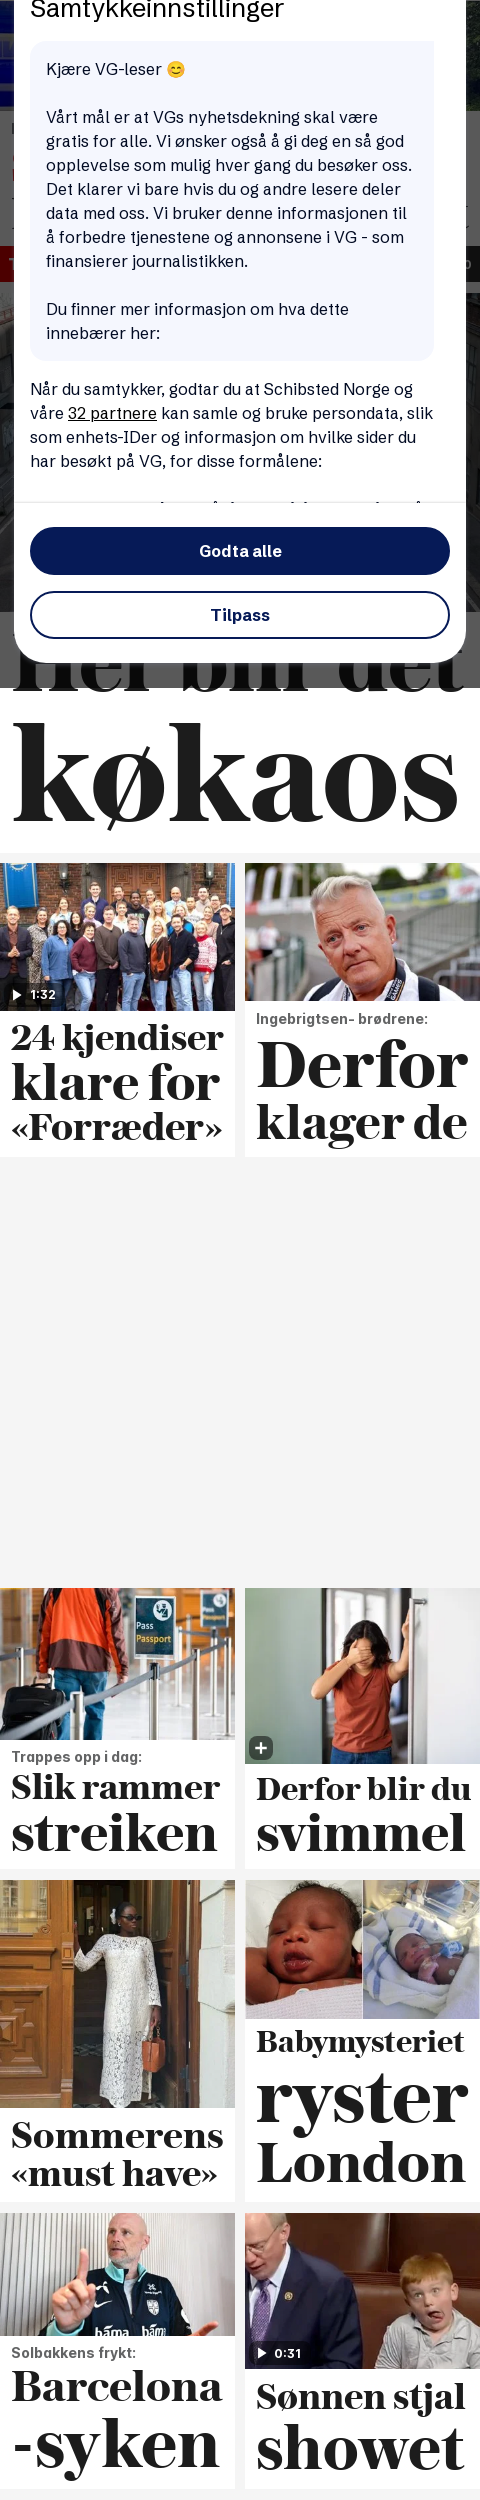 Samtykkeinnstillinger
Kjære VG-leser 😊
Vårt mål er at VGs nyhetsdekning skal være
gratis for alle. Vi ønsker også å gi deg en så god
opplevelse som mulig hver gang du besøker oss.
Det klarer vi bare hvis du og andre lesere deler
data med oss. Vi bruker denne informasjonen til
å forbedre tjenestene og annonsene i VG - som
finansierer journalistikken.
Du finner mer informasjon om hva dette
innebærer her:
Når du samtykker, godtar du at Schibsted Norge og
våre 32 partnere kan samle og bruke persondata, slik
som enhets-IDer og informasjon om hvilke sider du
har besøkt på VG, for disse formålene:
Godta alle
Tilpass
Her blir det
køkaos
1:32
24 kjendiser
klare for
«Forræder»
Ingebrigtsen- brødrene:
Derfor
klager de
Pass
Passport
Pass
Passport
Trappes opp i dag:
Slik rammer
streiken
Derfor blir du
svimmel
Sommerens
«must have»
Babymysteriet
ryster
London
bama
Solbakkens frykt:
Barcelona
-syken
0:31
Sønnen stjal
showet